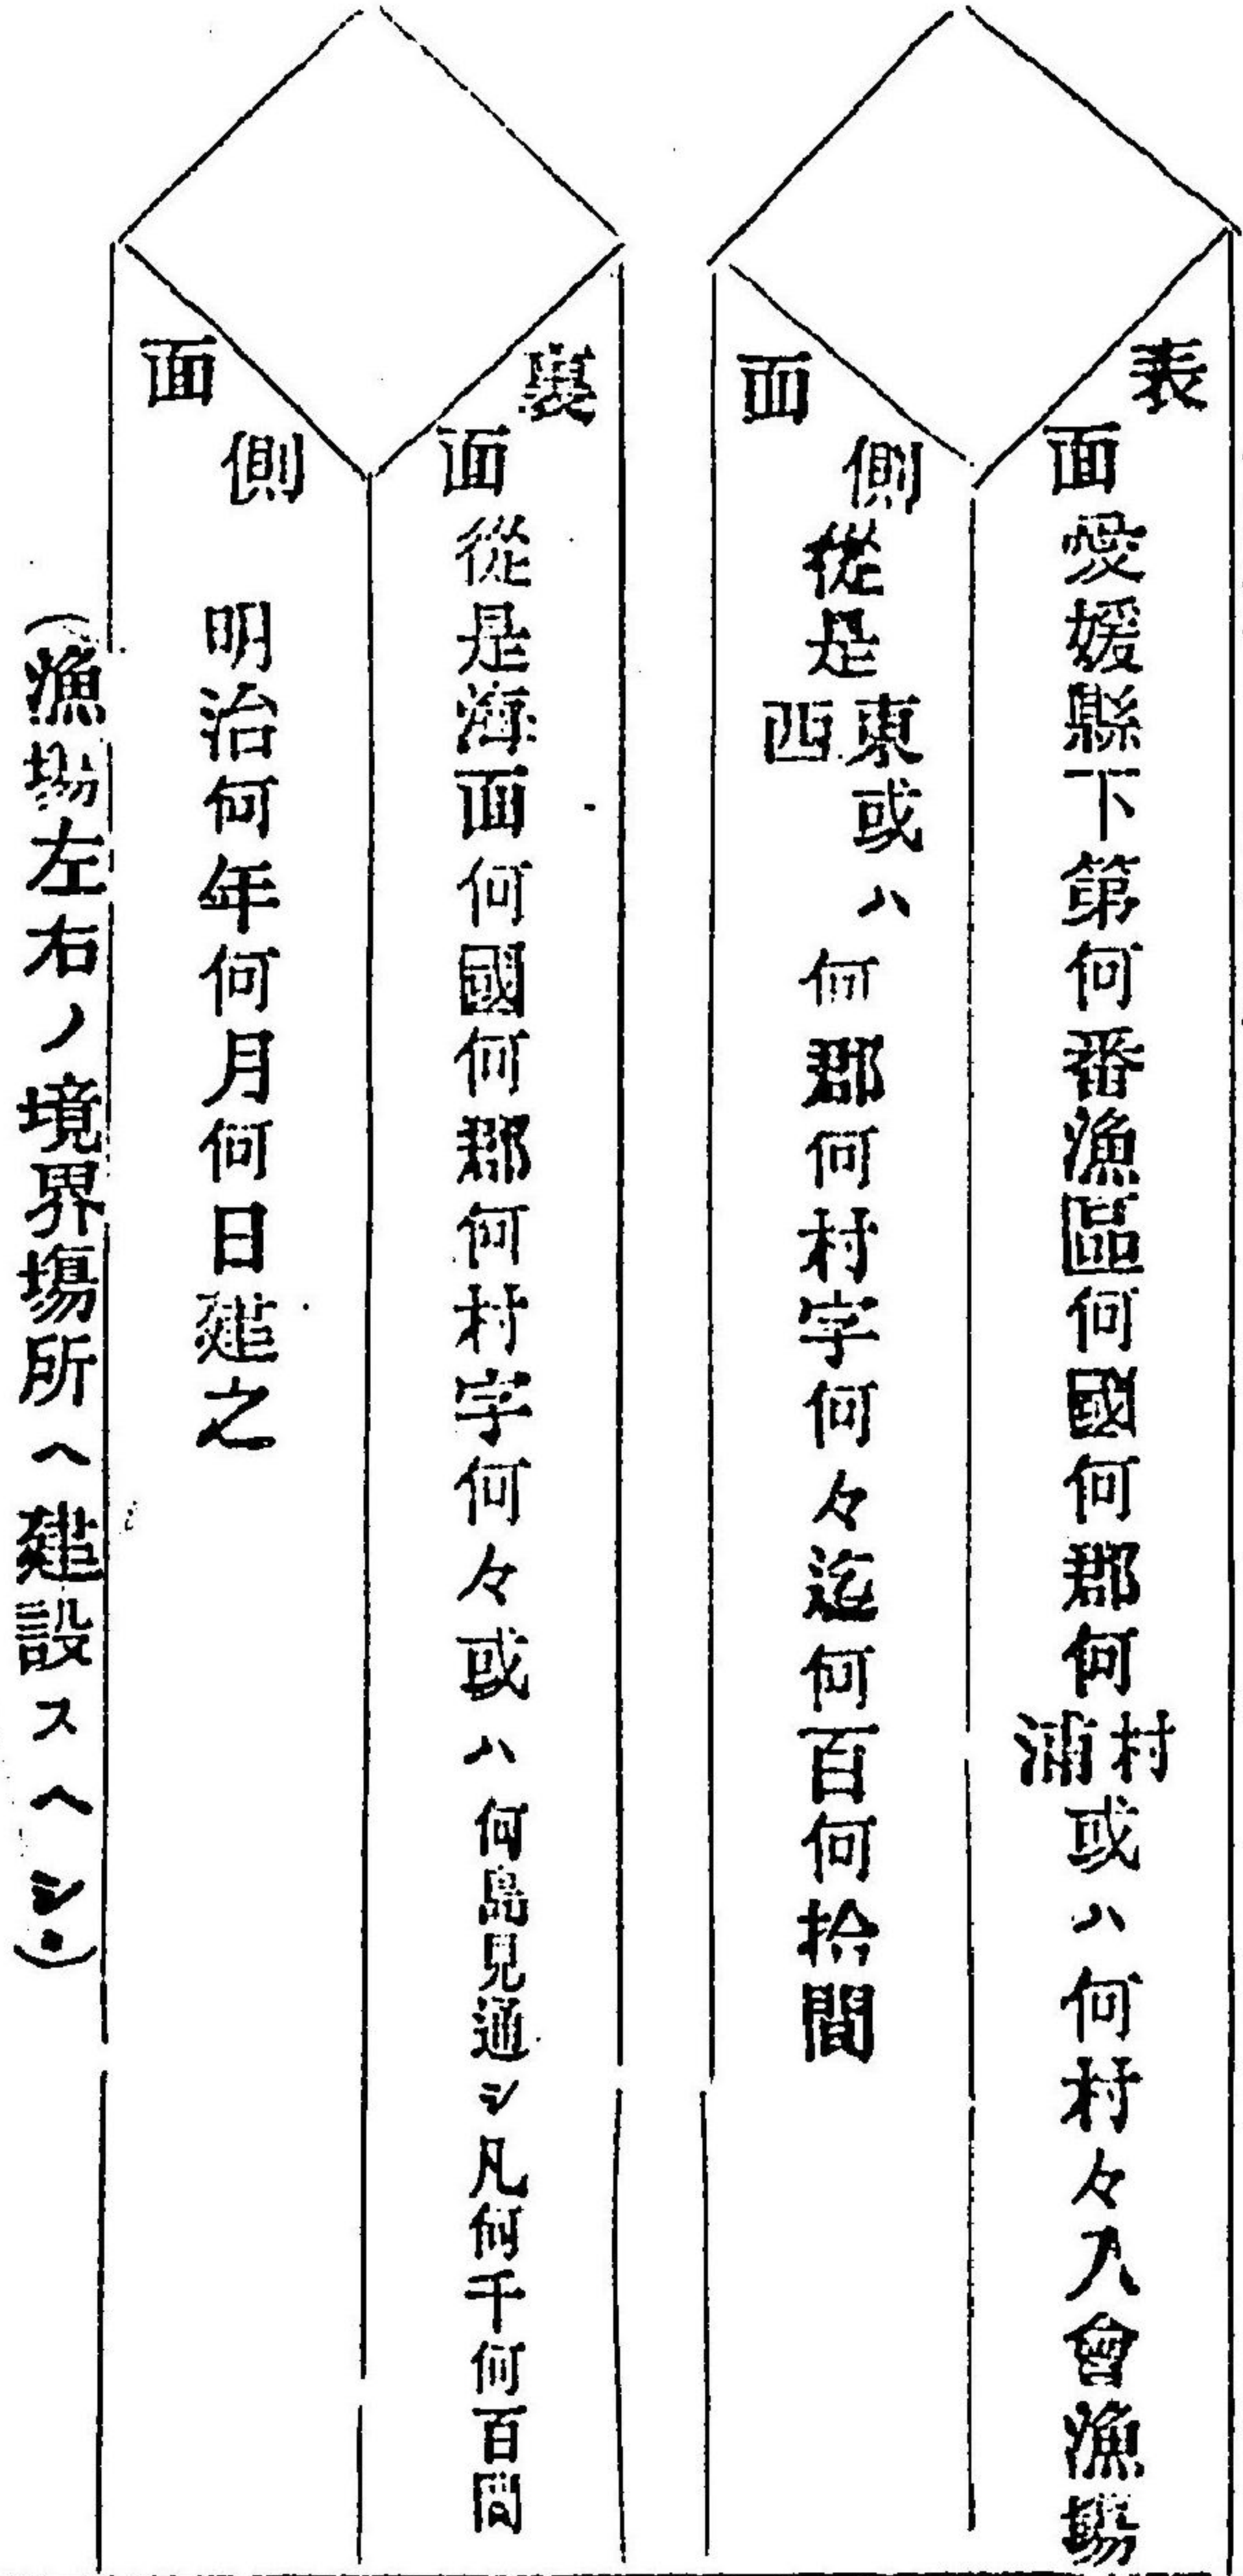 表面
愛媛縣下第何番漁區何國何郡何村浦或ハ何村々入會漁塲
側面
從是東西或ハ何郡何村字何々迄何百何拾間
裏面
從是海面何國何郡何村字何々或ハ何島見通シ凡何千何百間
側面
明治何年何月何日建之
(漁塲左右ノ境界塲所ヘ建設スヘシ)